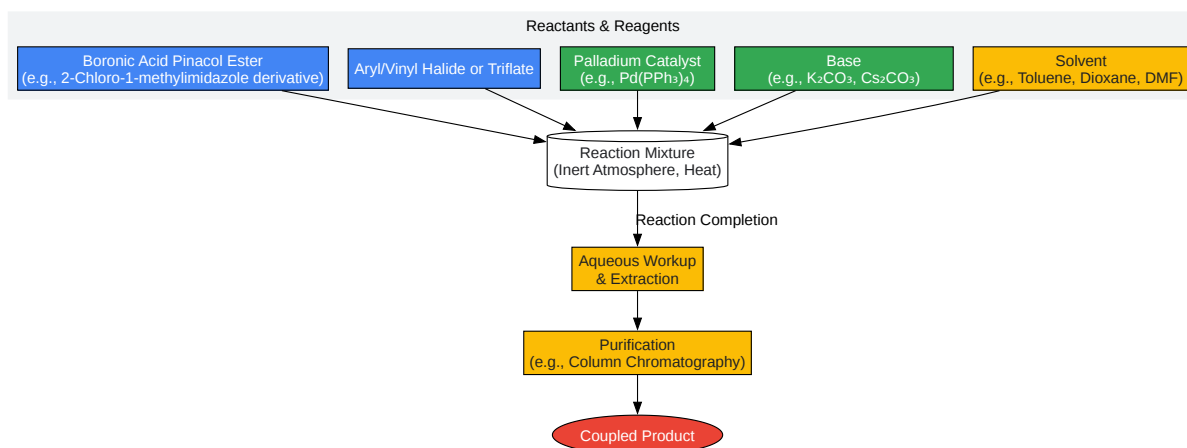 Reactants & Reagents
Boronic Acid Pinacol Ester
(e.g., 2-Chloro-1-methylimidazole derivative)
Aryl/Vinyl Halide or Triflate
Palladium Catalyst
(e.g., Pd(PPh₃)₄)
Base
(e.g., K₂CO₃, Cs₂CO₃)
Solvent
(e.g., Toluene, Dioxane, DMF)
Reaction Mixture
(Inert Atmosphere, Heat)
Reaction Completion
Aqueous Workup
& Extraction
Purification
(e.g., Column Chromatography)
Coupled Product